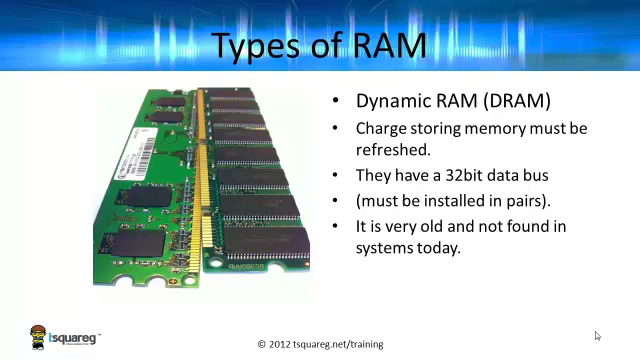 Types of RAM
• Dynamic RAM (DRAM)
• Charge storing memory must be
refreshed.
• They have a 32bit data bus
• (must be installed in pairs).
• It is very old and not found in
systems today.
tsquareg
© 2012 tsquareg.net/training